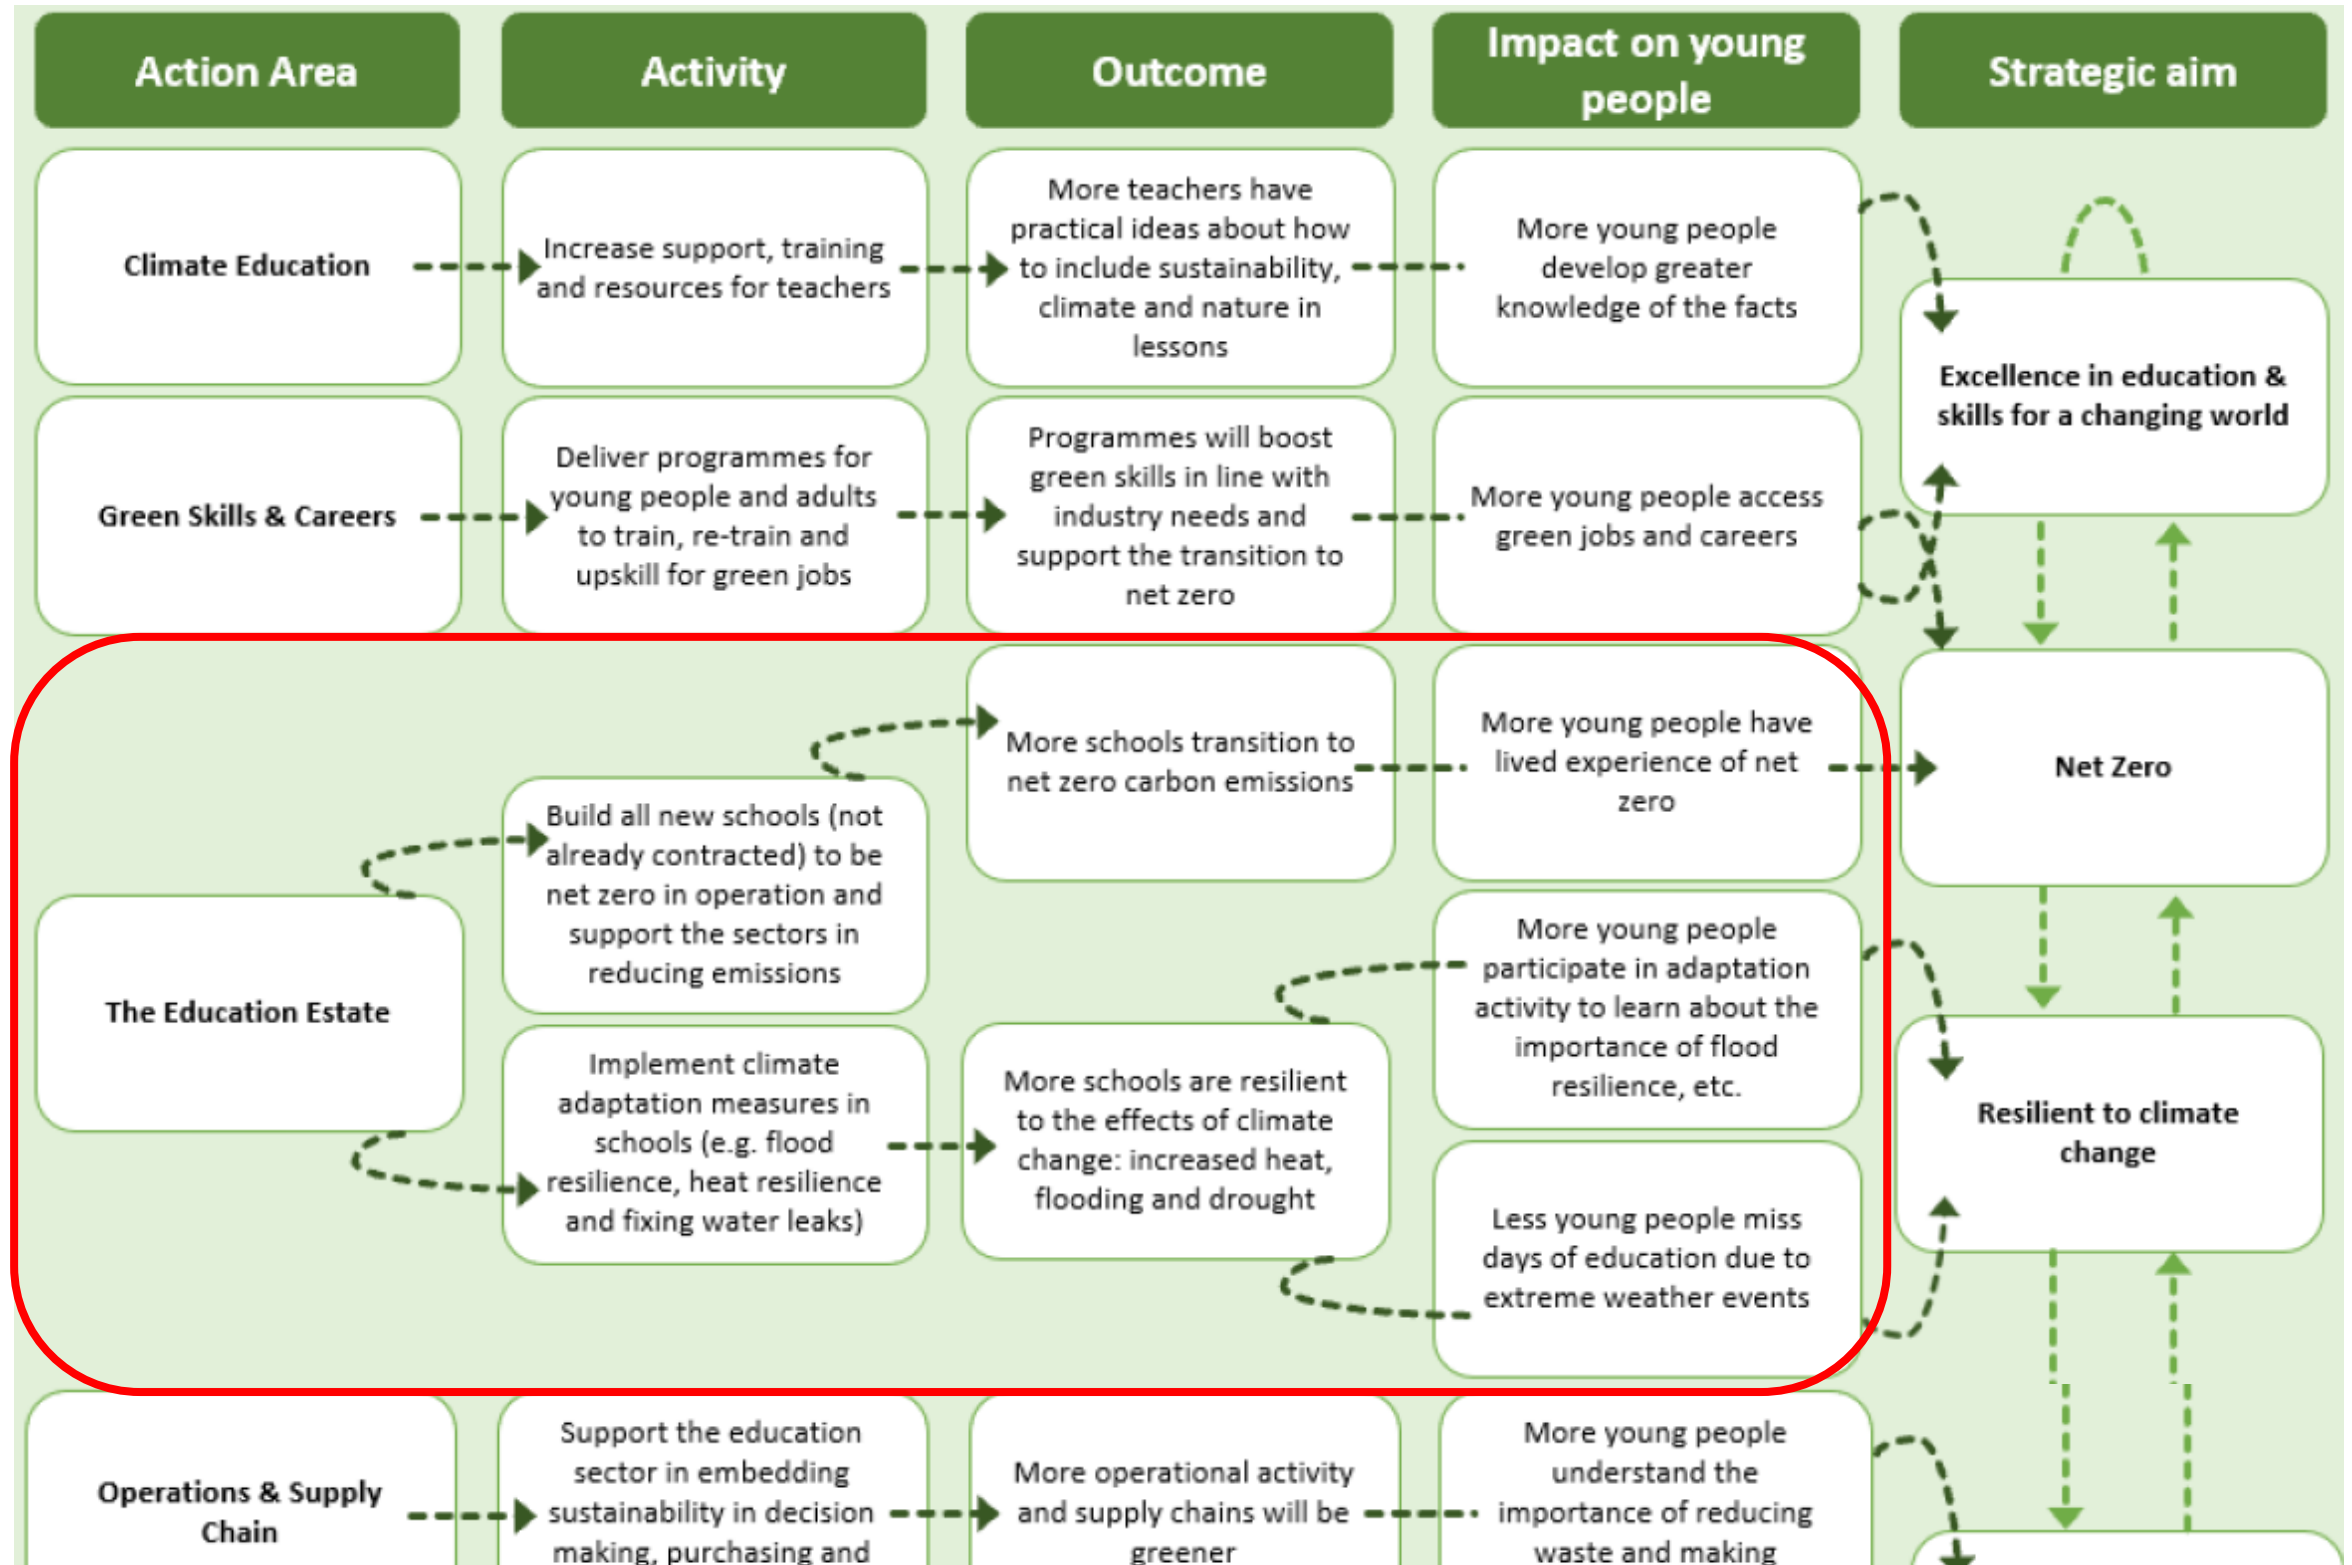 Action Area
Activity
Outcome
Impact on young
people
Strategic aim
Climate Education
Increase support, training
and resources for teachers
More teachers have
practical ideas about how
to include sustainability,
climate and nature in
lessons
More young people
develop greater
knowledge of the facts
Excellence in education &
skills for a changing world
Green Skills & Careers
Deliver programmes for
young people and adults
to train, re-train and
upskill for green jobs
Programmes will boost
green skills in line with
industry needs and
support the transition to
net zero
More young people access
green jobs and careers
The Education Estate
Build all new schools (not
already contracted) to be
net zero in operation and
support the sectors in
reducing emissions
More schools transition to
net zero carbon emissions
More young people have
lived experience of net
zero
Net Zero
Implement climate
adaptation measures in
schools (e.g. flood
resilience, heat resilience
and fixing water leaks)
More schools are resilient
to the effects of climate
change: increased heat,
flooding and drought
More young people
participate in adaptation
activity to learn about the
importance of flood
resilience, etc.
Less young people miss
days of education due to
extreme weather events
Resilient to climate
change
Operations & Supply
Chain
Support the education
sector in embedding
sustainability in decision
making, purchasing and
More operational activity
and supply chains will be
greener
More young people
understand the
importance of reducing
waste and making